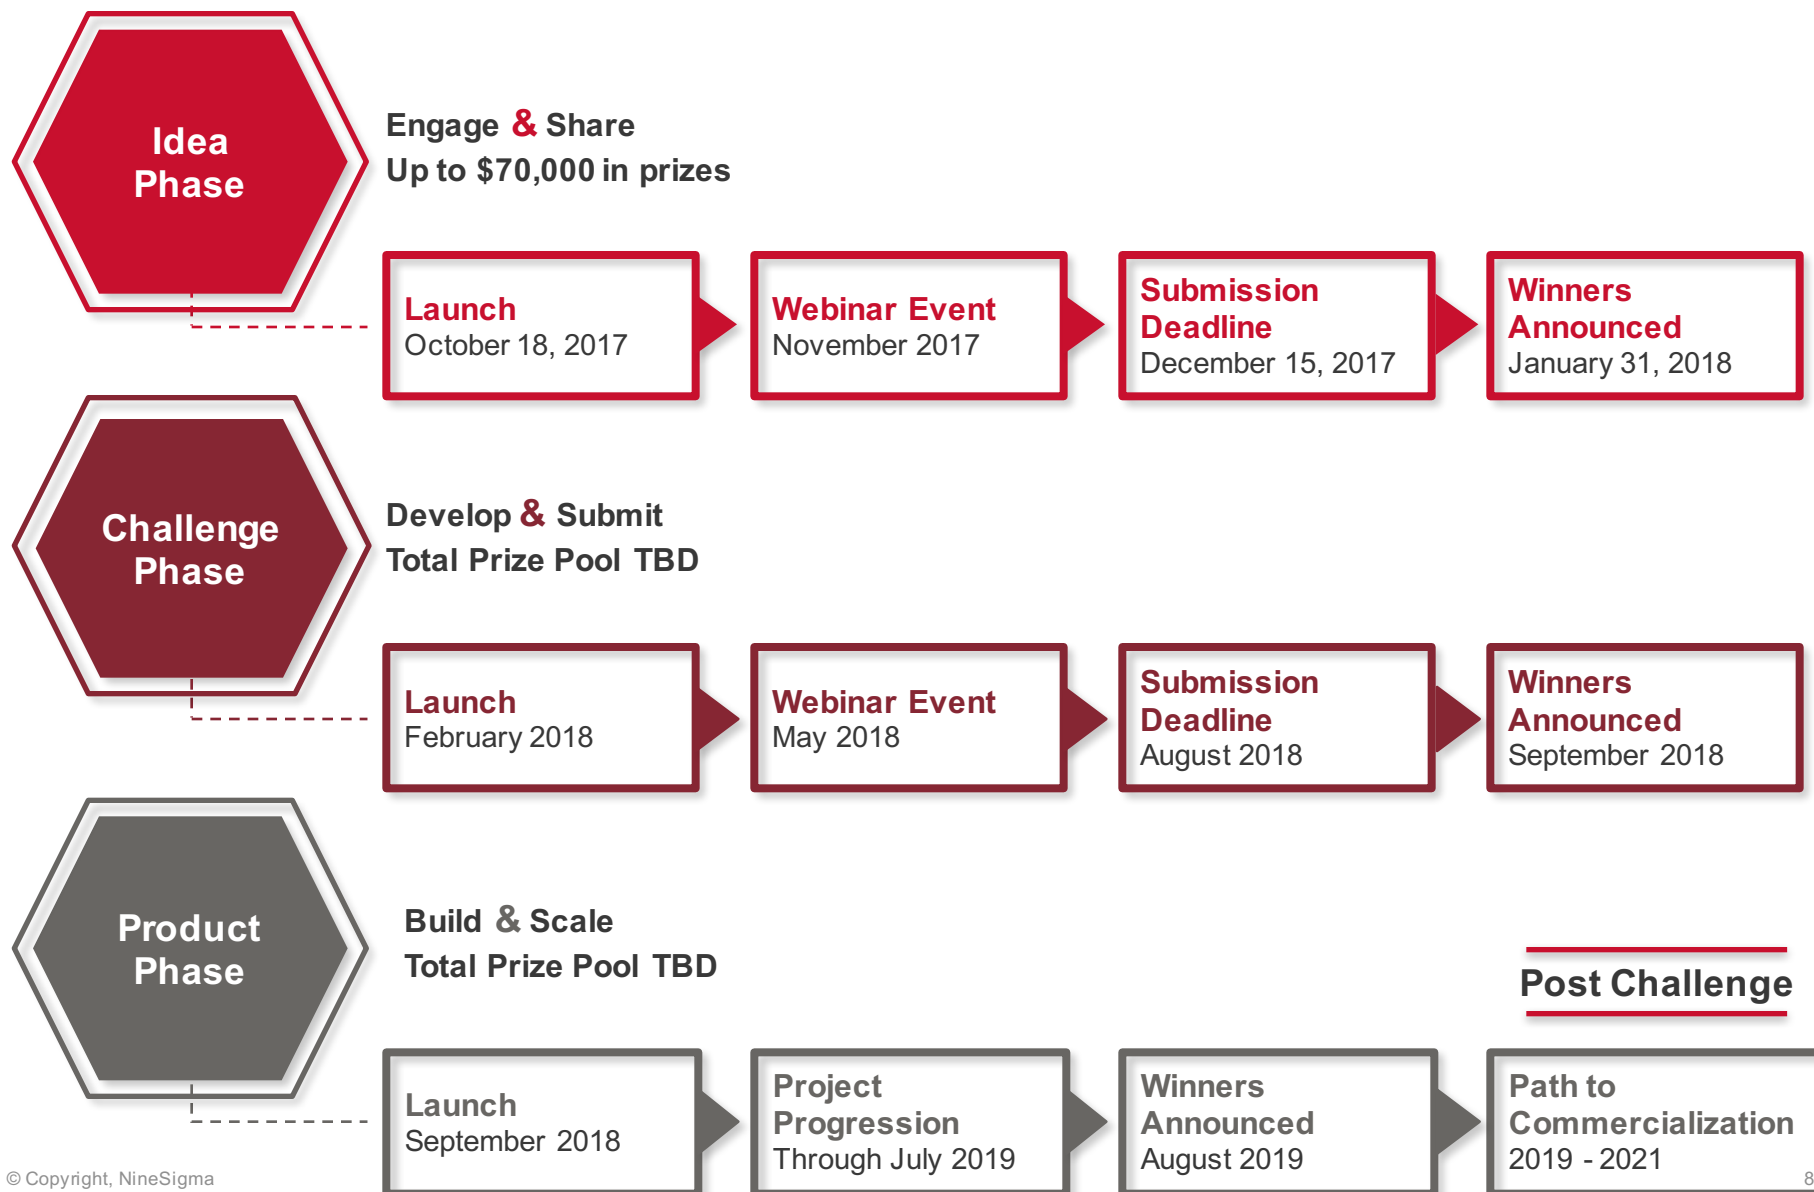 Idea
Phase
Engage & Share
Up to $70,000 in prizes
Launch
October 18, 2017
Webinar Event
November 2017
Submission
Deadline
December 15, 2017
Winners
Announced
January 31, 2018
Challenge
Phase
Develop & Submit
Total Prize Pool TBD
Launch
February 2018
Webinar Event
May 2018
Submission
Deadline
August 2018
Winners
Announced
September 2018
Product
Phase
Build & Scale
Total Prize Pool TBD
Post Challenge
Launch
September 2018
Project
Progression
Through July 2019
Winners
Announced
August 2019
Path to
Commercialization
2019 - 2021
© Copyright, NineSigma
8